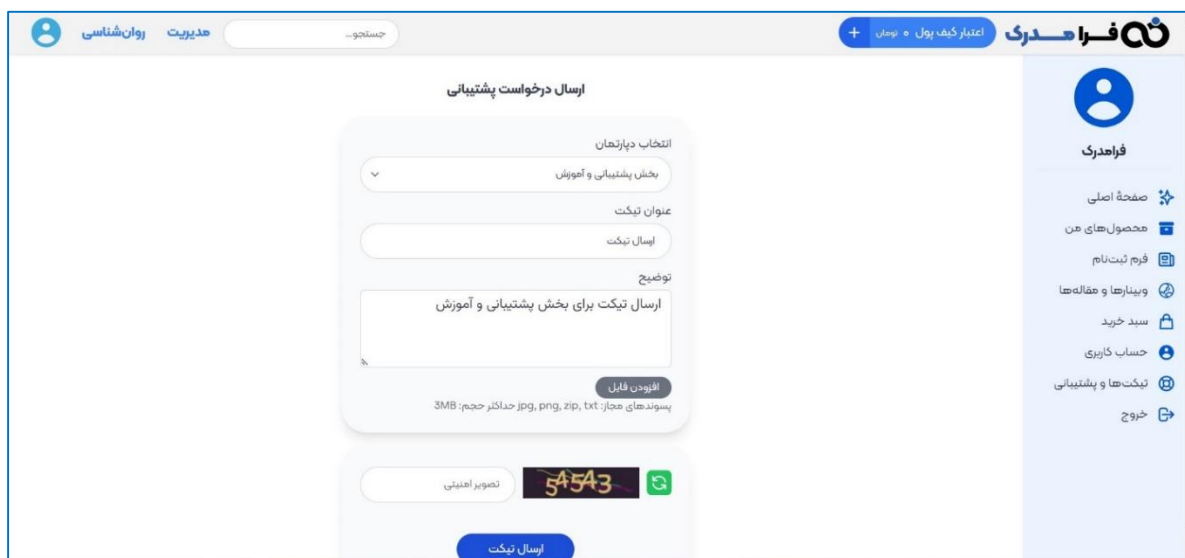 فرا مدرک
اعتبار کیف پول ۰ تومان +
جستجو...
مدیریت
روان‌شناسی
فرامدرک
صفحهٔ اصلی
محصول‌های من
فرم ثبت‌نام
وبینارها و مقاله‌ها
سبد خرید
حساب کاربری
تیکت‌ها و پشتیبانی
خروج
ارسال درخواست پشتیبانی
انتخاب دپارتمان
بخش پشتیبانی و آموزش
عنوان تیکت
ارسال تیکت
توضیح
ارسال تیکت برای بخش پشتیبانی و آموزش
افزودن فایل
پسوندهای مجاز: jpg, png, zip, txt حداکثر حجم: 3MB
54543
تصویر امنیتی
ارسال تیکت